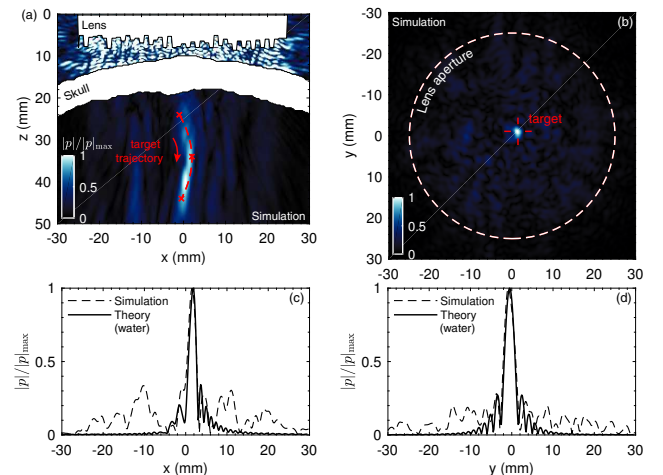 (a)
Lens
Skull
target
trajectory
|p|/|p|max
1
0.5
0
Simulation
0
10
20
30
40
50
z (mm)
-30 -20 -10 0 10 20 30
x (mm)
Simulation
(b)
Lens aperture
target
1
0.5
0
-30
-20
-10
0
10
20
30
y (mm)
-30 -20 -10 0 10 20 30
x (mm)
(c)
Simulation
Theory
(water)
1
0.5
0
|p|/|p|max
-30 -20 -10 0 10 20 30
x (mm)
(d)
Simulation
Theory
(water)
1
0.5
0
|p|/|p|max
-30 -20 -10 0 10 20 30
y (mm)